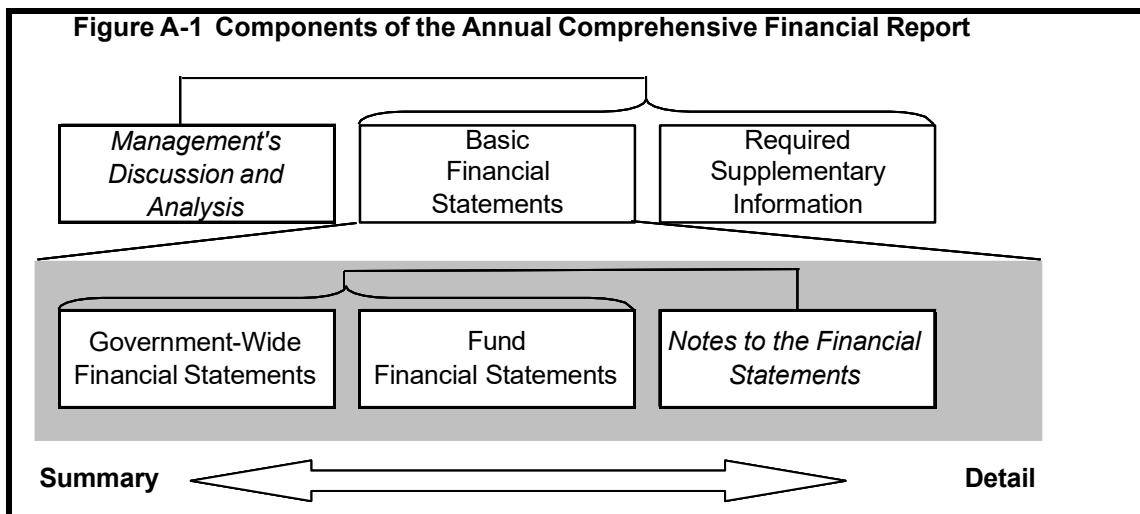 Figure A-1 Components of the Annual Comprehensive Financial Report
Management's
Discussion and
Analysis
Basic
Financial
Statements
Required
Supplementary
Information
Government-Wide
Financial Statements
Fund
Financial Statements
Notes to the Financial
Statements
Summary
Detail